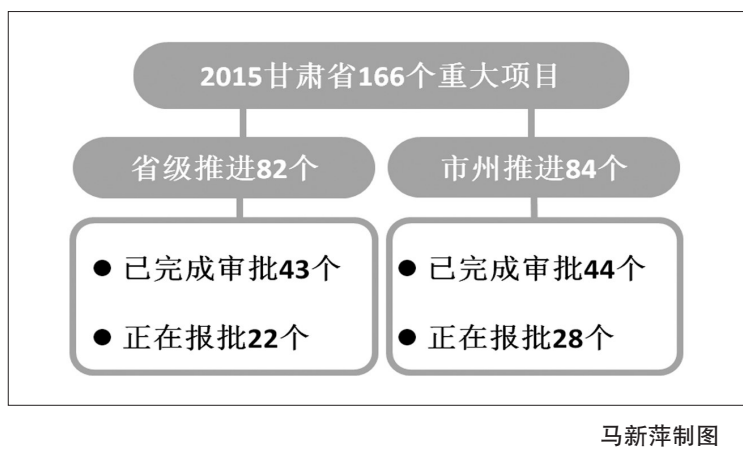 2015甘肃省166个重大项目
省级推进82个
市州推进84个
● 已完成审批43个
● 正在报批22个
● 已完成审批44个
● 正在报批28个
马新萍制图